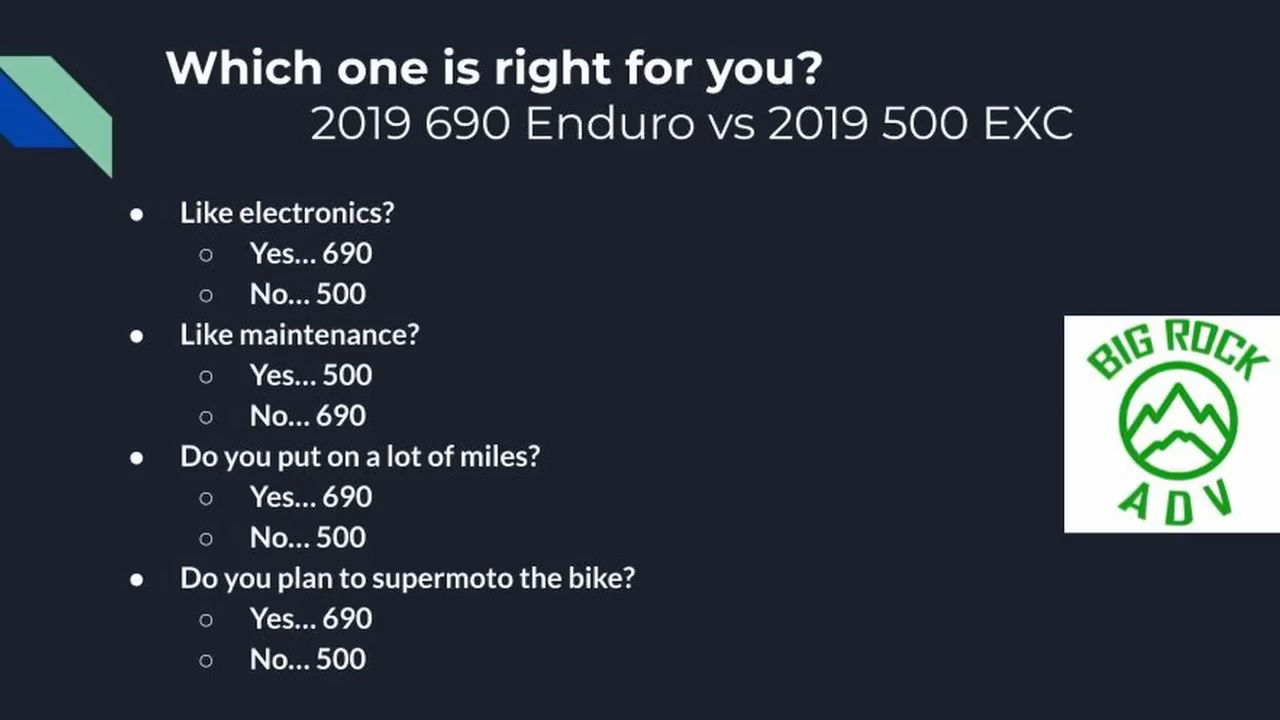 Which one is right for you?
2019 690 Enduro vs 2019 500 EXC
● Like electronics?
○ Yes... 690
○ No... 500
● Like maintenance?
○ Yes... 500
○ No... 690
● Do you put on a lot of miles?
○ Yes... 690
○ No... 500
● Do you plan to supermoto the bike?
○ Yes... 690
○ No... 500
BIG ROCK
ADV